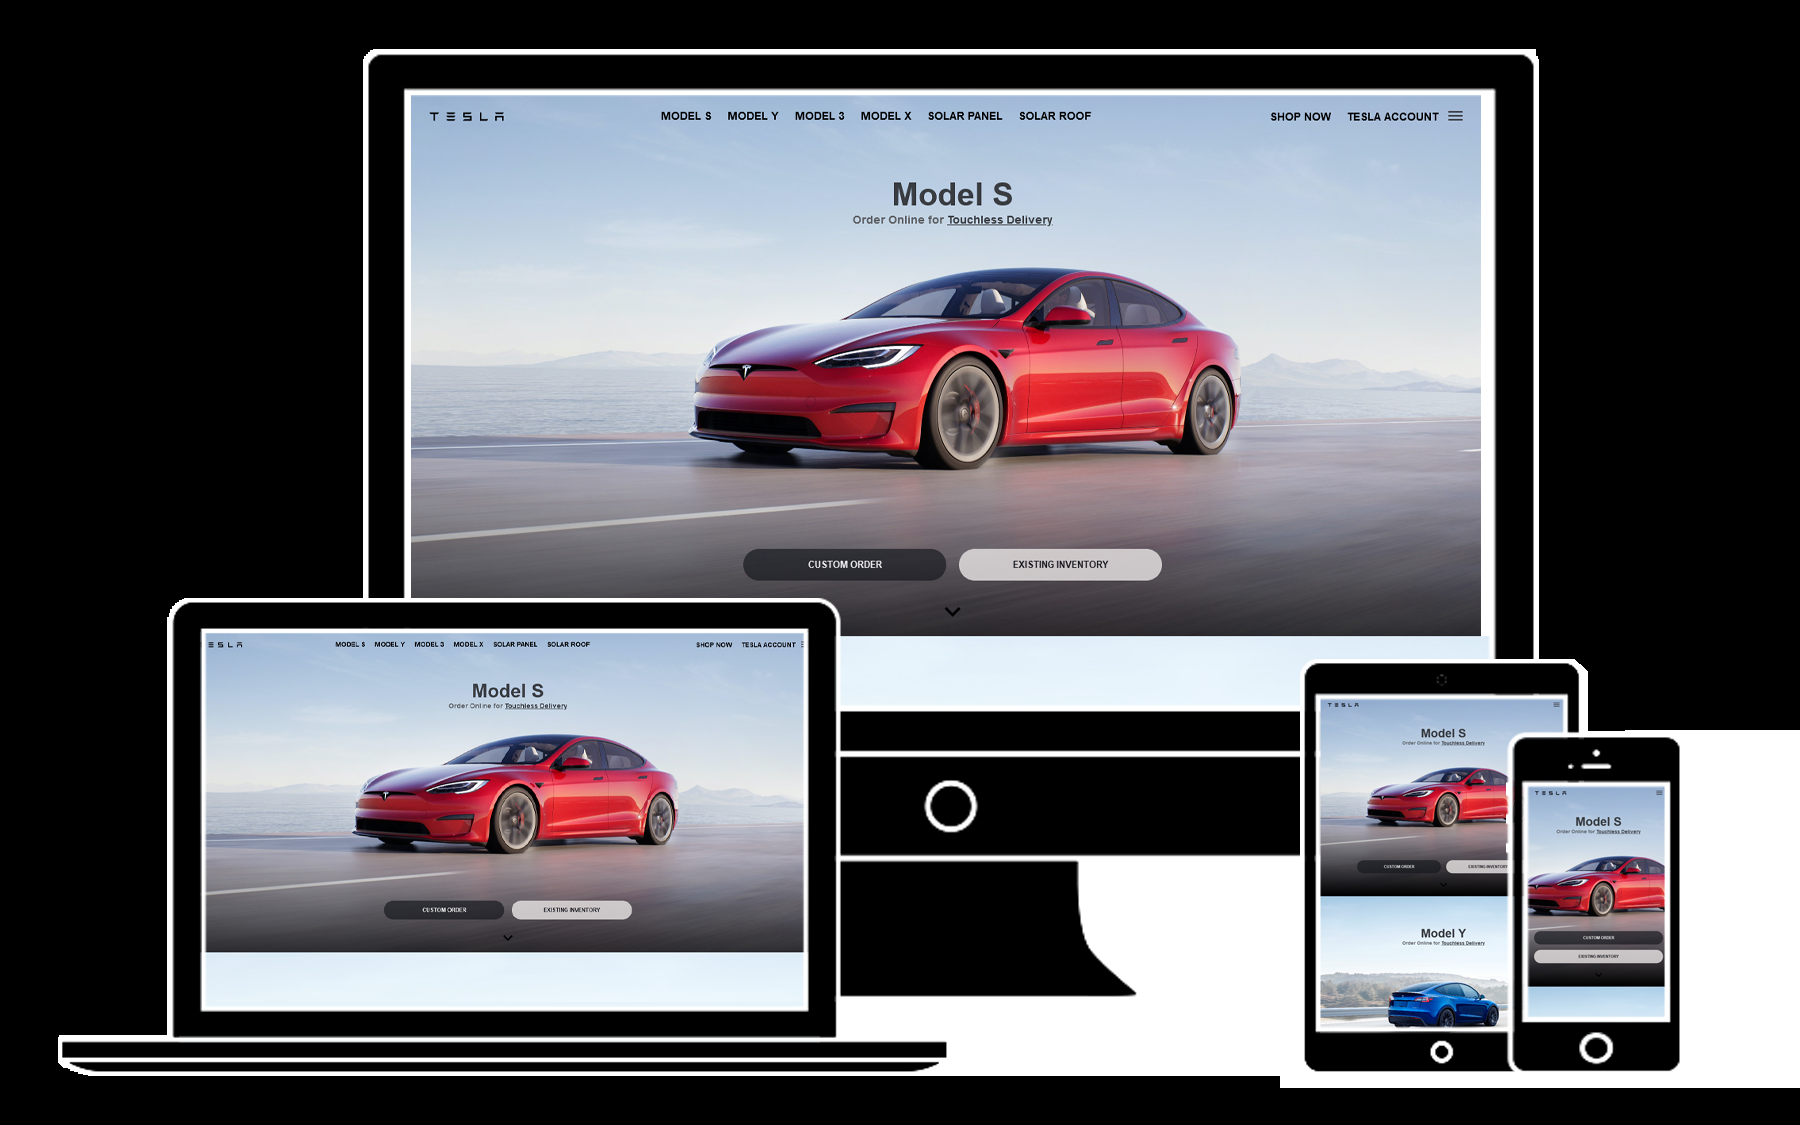 TESLA
MODEL S MODEL Y MODEL 3 MODEL X SOLAR PANEL SOLAR ROOF
SHOP NOW TESLA ACCOUNT
Model S
Order Online for Touchless Delivery
CUSTOM ORDER
EXISTING INVENTORY
ESLA
MODEL S MODEL Y MODEL 3 MODEL X SOLAR PANEL SOLAR ROOF
SHOP NOW TESLA ACCOUNT
Model S
Order Online for Touchless Delivery
CUSTOM ORDER
EXISTING INVENTORY
TESLA
Model S
Order Online for Touchless Delivery
CUSTOM ORDER
EXISTING INVENTORY
Model Y
Order Online for Touchless Delivery
TESLA
Model S
Order Online for Touchless Delivery
CUSTOM ORDER
EXISTING INVENTORY